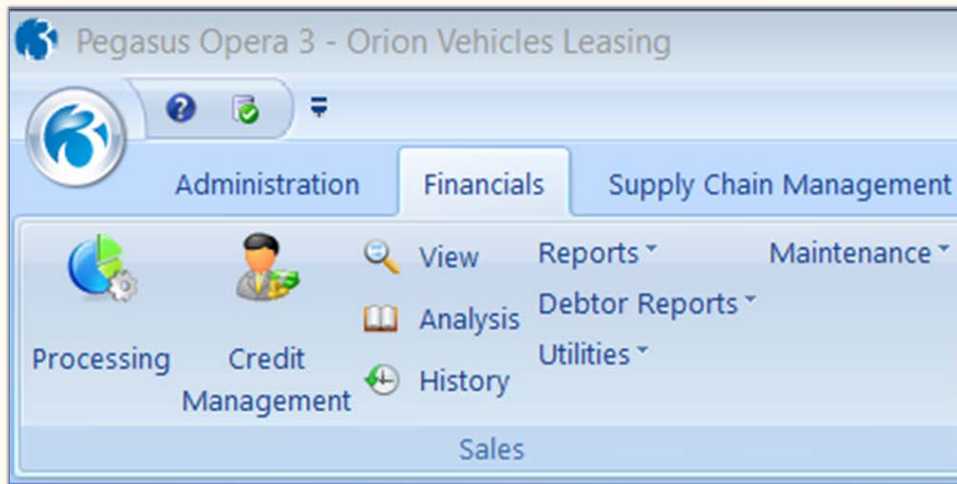 Pegasus Opera 3 - Orion Vehicles Leasing
Administration
Financials
Supply Chain Management
Processing
Credit
Management
View
Analysis
History
Reports
Debtor Reports
Utilities
Maintenance
Sales